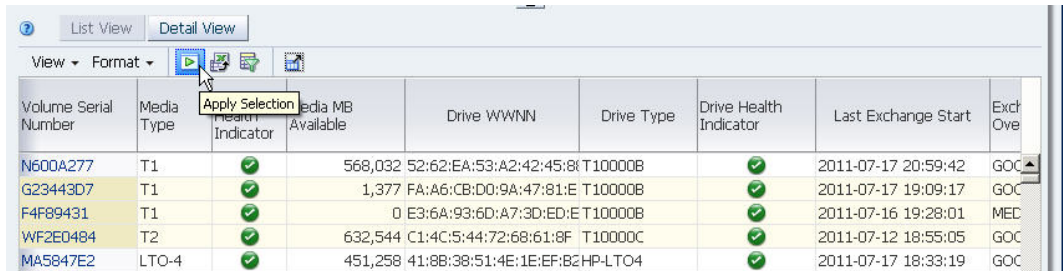 List View Detail View
View Format
Apply Selection
Volume Serial Number Media Type Health Indicator Media MB Available Drive WWNN Drive Type Drive Health Indicator Last Exchange Start Exch Ove
N600A277 T1 568,032 52:62:EA:53:A2:42:45:88 T10000B 2011-07-17 20:59:42 GOO
G23443D7 T1 1,377 FA:A6:CB:D0:9A:47:81:E T10000B 2011-07-17 19:09:17 GOO
F4F89431 T1 0 E3:6A:93:6D:A7:3D:ED:E T10000B 2011-07-16 19:28:01 MED
WF2E0484 T2 632,544 C1:4C:5:44:72:68:61:8F T10000C 2011-07-12 18:55:05 GOO
MA5847E2 LTO-4 451,258 41:8B:38:51:4E:1E:EF:B2 HP-LTO4 2011-07-17 18:33:19 GOO